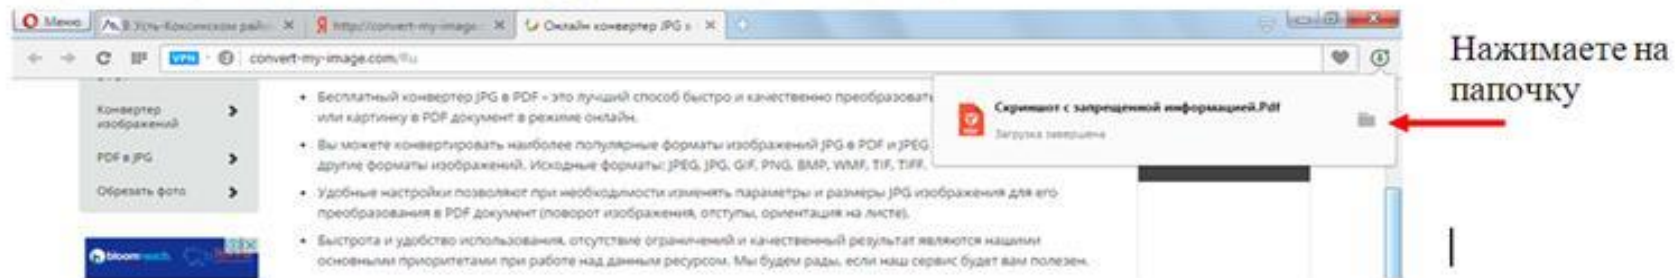 Меню
В Усть-Коксинском райо
http://convert-my-image
Онлайн конвертер JPG в
VPN
convert-my-image.com/#u
Нажимаете на
папочку
Скриншот с запрещенной информацией.Pdf
Загрузка завершена
Конвертер
изображений
PDF в JPG
Обрезать фото
• Бесплатный конвертер JPG в PDF – это лучший способ быстро и качественно преобразовать
или картинку в PDF документ в режиме онлайн.
• Вы можете конвертировать наиболее популярные форматы изображений JPG в PDF и JPEG
другие форматы изображений. Исходные форматы: JPEG, JPG, GIF, PNG, BMP, WMF, TIF, TIFF.
• Удобные настройки позволяют при необходимости изменять параметры и размеры JPG изображения для его
преобразования в PDF документ (поворот изображения, отступы, ориентация на листе).
• Быстрота и удобство использования, отсутствие ограничений и качественный результат являются нашими
основными приоритетами при работе над данным ресурсом. Мы будем рады, если наш сервис будет вам полезен.
bloomreach